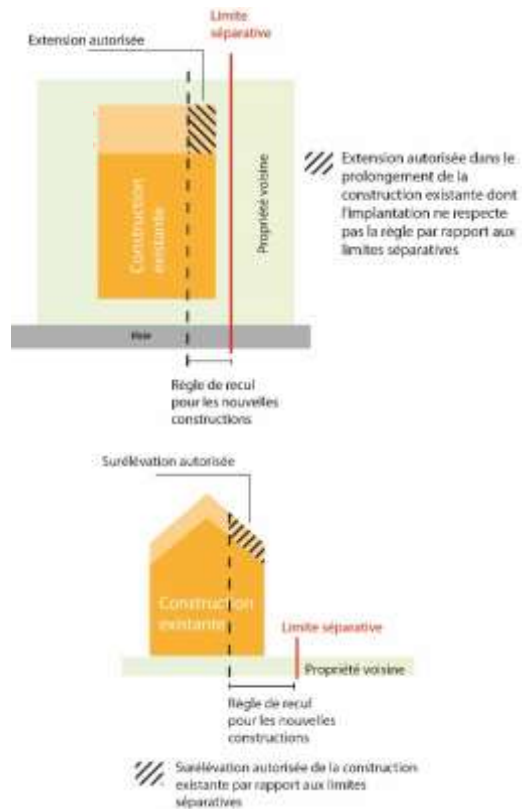 Limite
séparative
Extension autorisée
Construction
existante
Propriété voisine
Extension autorisée dans le
prolongement de la
construction existante dont
l'implantation ne respecte
pas la règle par rapport aux
limites séparatives
Voie
Règle de recul
pour les nouvelles
constructions
Surélévation autorisée
Construction
existante
Limite séparative
Propriété voisine
Règle de recul
pour les nouvelles
constructions
Surélévation autorisée de la construction
existante par rapport aux limites
séparatives